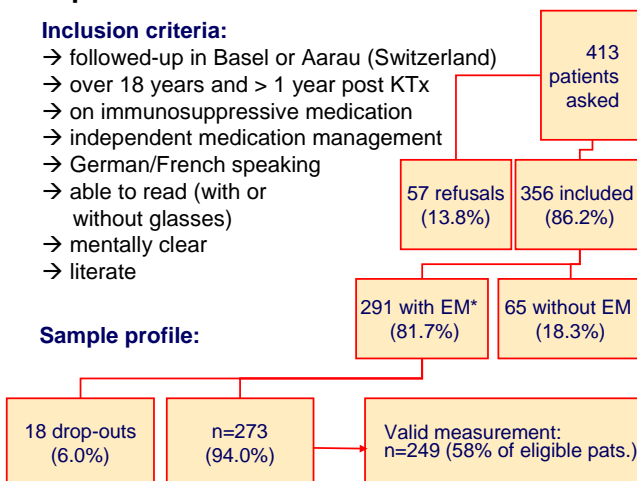 Inclusion criteria:
→ followed-up in Basel or Aarau (Switzerland)
→ over 18 years and > 1 year post KTx
→ on immunosuppressive medication
→ independent medication management
→ German/French speaking
→ able to read (with or
without glasses)
→ mentally clear
→ literate
413
patients
asked
57 refusals
(13.8%)
356 included
(86.2%)
291 with EM*
(81.7%)
65 without EM
(18.3%)
Sample profile:
18 drop-outs
(6.0%)
n=273
(94.0%)
Valid measurement:
n=249 (58% of eligible pats.)